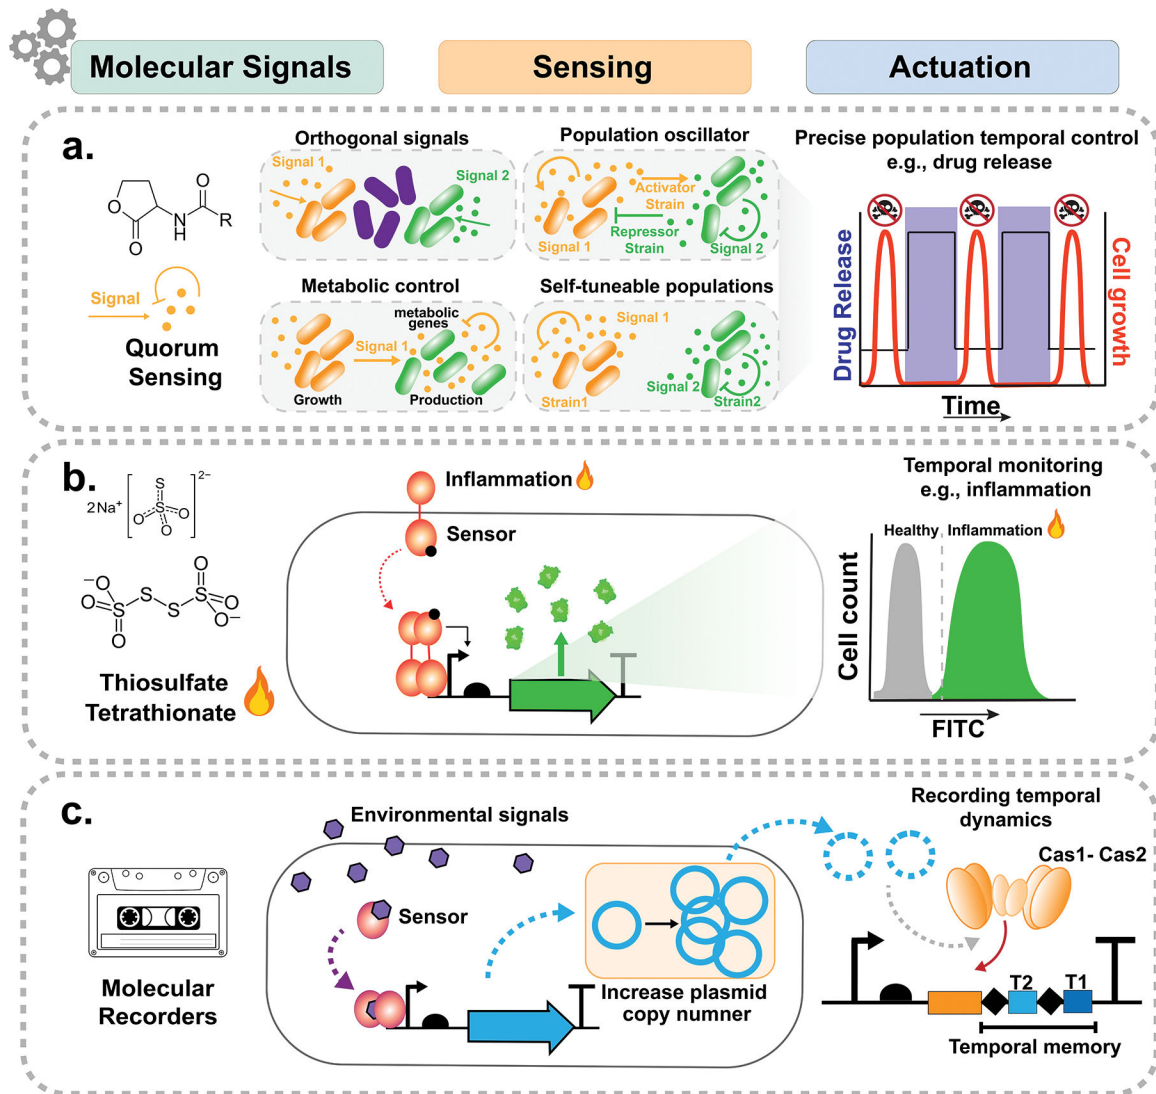 Molecular Signals
Sensing
Actuation
a.
O
O
O
N
H
R
Signal
Quorum
Sensing
Orthogonal signals
Signal 1
Signal 2
Population oscillator
Activator
Strain
Repressor
Strain
Signal 1
Signal 2
Metabolic control
metabolic
genes
Signal 1
Growth
Production
Self-tuneable populations
Signal 1
Signal 2
Strain1
Strain2
Precise population temporal control
e.g., drug release
Drug Release
Cell growth
Time
b.
2Na+
S
S
O
O
O
2−
−O
O
S
O
S
S
O
S
O
O−
Thiosulfate
Tetrathionate
Inflammation
Sensor
Temporal monitoring
e.g., inflammation
Healthy
Inflammation
Cell count
FITC
c.
Molecular
Recorders
Environmental signals
Sensor
Increase plasmid
copy numner
Recording temporal
dynamics
Cas1- Cas2
T2
T1
Temporal memory